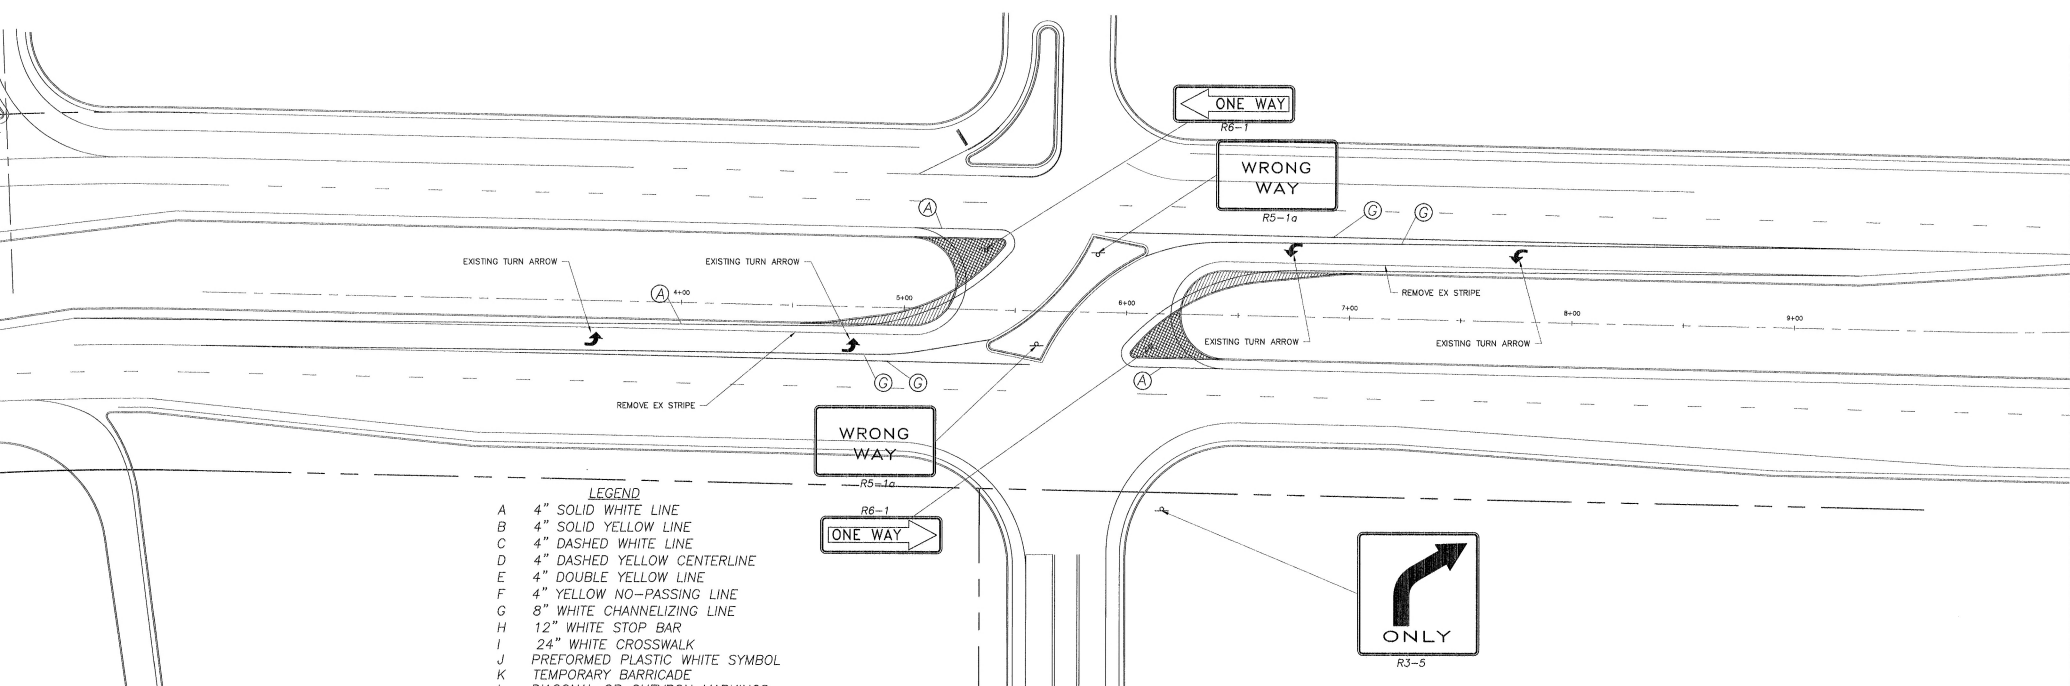 ONE WAY
R6-1
WRONG
WAY
R5-1a
A
G
G
EXISTING TURN ARROW
EXISTING TURN ARROW
A
4+00
5+00
6+00
7+00
8+00
9+00
REMOVE EX STRIPE
EXISTING TURN ARROW
EXISTING TURN ARROW
A
G
G
REMOVE EX STRIPE
WRONG
WAY
R5-1a
R6-1
ONE WAY
LEGEND
A 4" SOLID WHITE LINE
B 4" SOLID YELLOW LINE
C 4" DASHED WHITE LINE
D 4" DASHED YELLOW CENTERLINE
E 4" DOUBLE YELLOW LINE
F 4" YELLOW NO-PASSING LINE
G 8" WHITE CHANNELIZING LINE
H 12" WHITE STOP BAR
I 24" WHITE CROSSWALK
J PREFORMED PLASTIC WHITE SYMBOL
K TEMPORARY BARRICADE
ONLY
R3-5